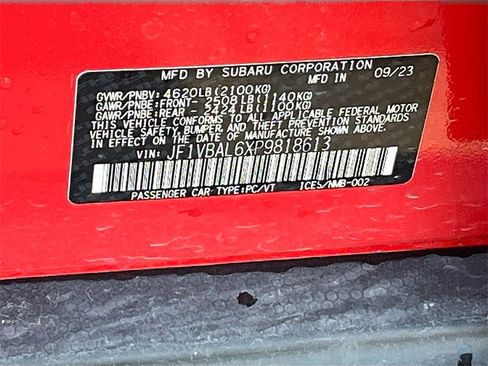 MFD BY SUBARU CORPORATION
MFD IN 09/23
GVWR/PNBV: 4620LB(2100KG)
GAWR/PNBE:FRONT- 2508LB(1140KG)
GAWR/PNBE:REAR - 2424LB(1100KG)
THIS VEHICLE CONFORMS TO ALL APPLICABLE FEDERAL MOTOR
VEHICLE SAFETY, BUMPER, AND THEFT PREVENTION STANDARDS
IN EFFECT ON THE DATE OF MANUFACTURE SHOWN ABOVE.
VIN: JF1VBAL6XP9818613
PASSENGER CAR-TYPE:PC/VT ICES/NMB-002